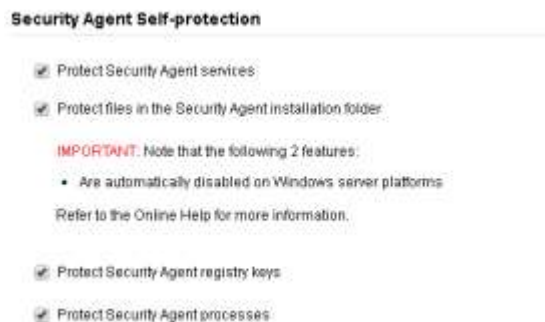 Security Agent Self-protection
Protect Security Agent services
Protect files in the Security Agent installation folder
IMPORTANT: Note that the following 2 features:
• Are automatically disabled on Windows server platforms
Refer to the Online Help for more information.
Protect Security Agent registry keys
Protect Security Agent processes